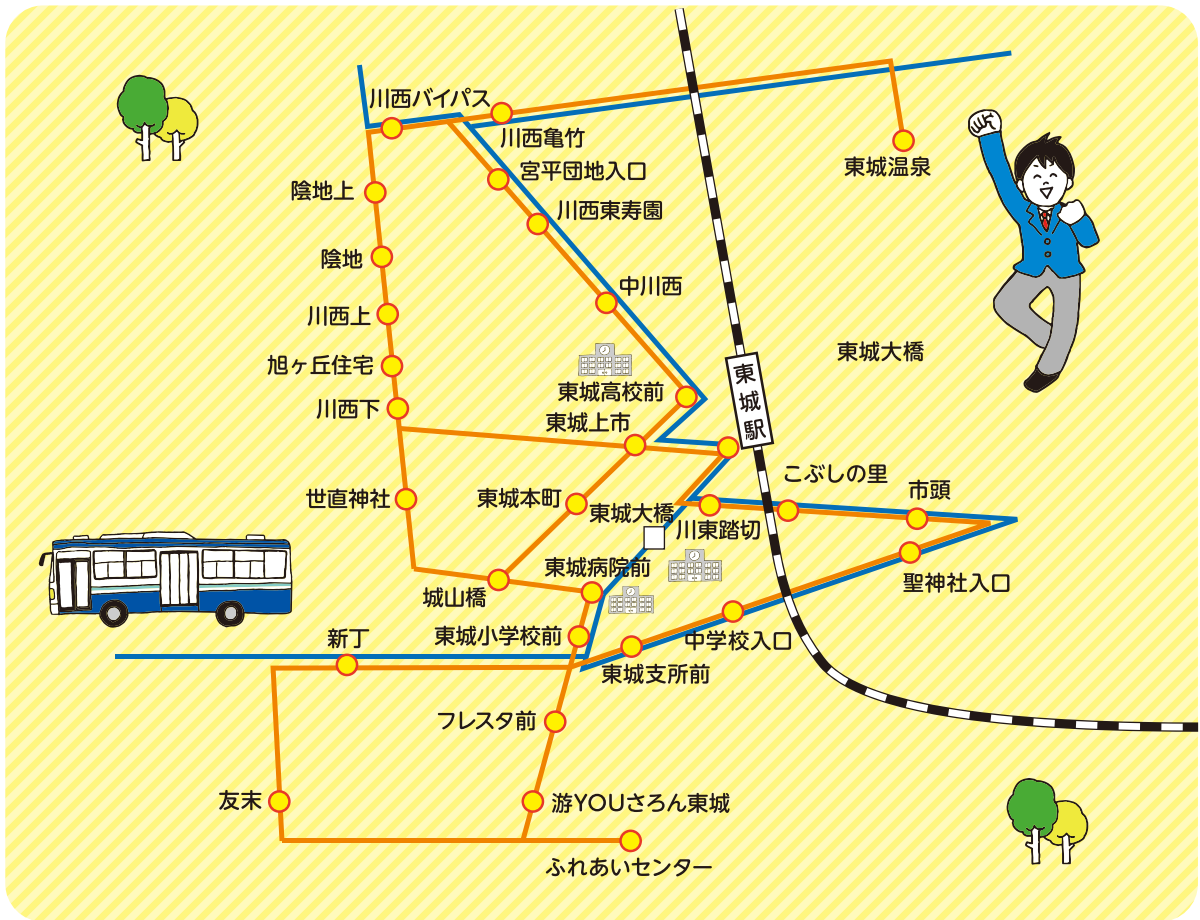 川西バイパス
川西亀竹
東城温泉
宮平団地入口
陰地上
川西東寿園
陰地
中川西
川西上
東城大橋
旭ヶ丘住宅
東城高校前
東城駅
川西下
東城上市
こぶしの里
市頭
世直神社
東城本町
東城大橋
川東踏切
東城病院前
聖神社入口
城山橋
東城小学校前
中学校入口
新丁
東城支所前
フレスタ前
友末
游YOUさろん東城
ふれあいセンター